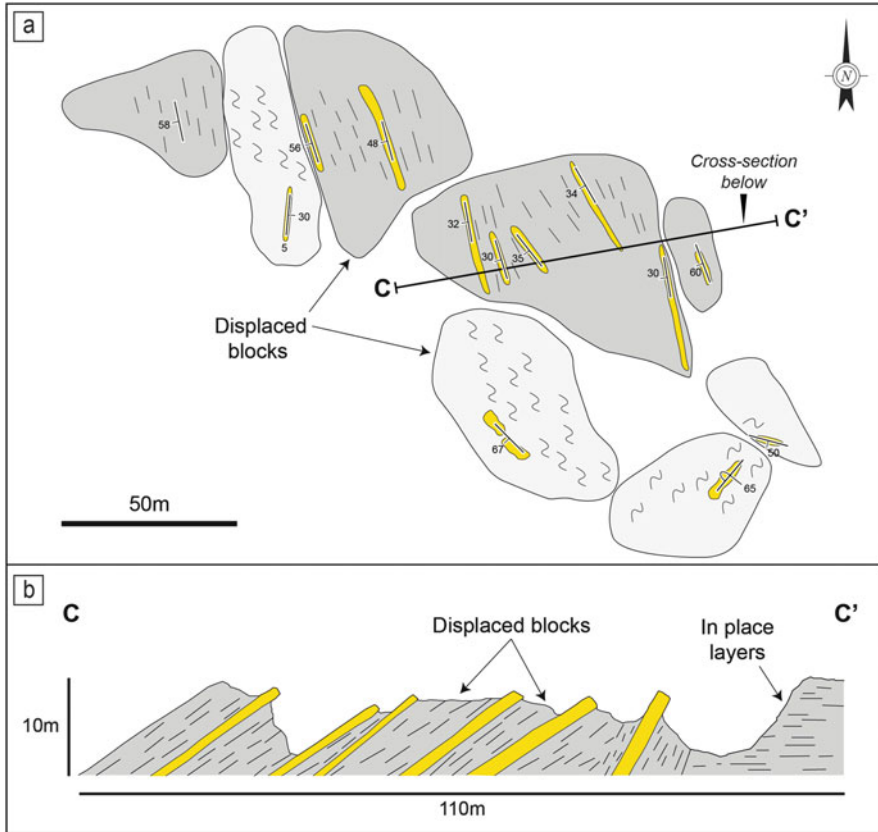 a
N
58
56
48
30
5
Cross-section
below
34
32
C'
30
35
60
30
C
Displaced
blocks
67
50
65
50m
b
C
C'
Displaced blocks
In place
layers
10m
110m